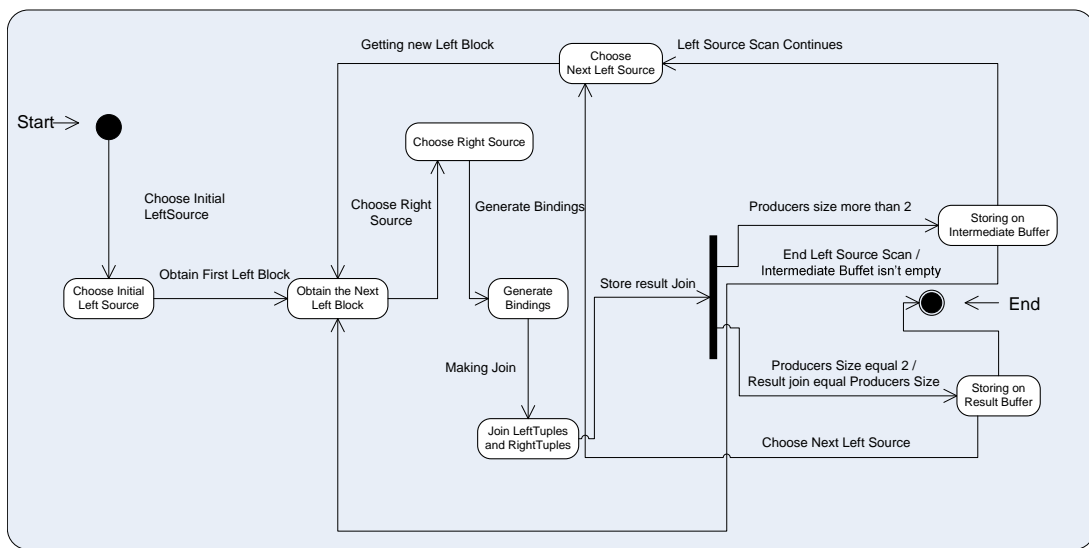 Getting new Left Block
Choose
Next Left Source
Left Source Scan Continues
Start
Choose Right Source
Choose Initial
LeftSource
Choose Right
Source
Generate Bindings
Producers size more than 2
Storing on
Intermediate Buffer
End Left Source Scan /
Intermediate Buffet isn't empty
Obtain First Left Block
Choose Initial
Left Source
Obtain the Next
Left Block
Generate
Bindings
Store result Join
End
Making Join
Producers Size equal 2 /
Result join equal Producers Size
Storing on
Result Buffer
Join LeftTuples
and RightTuples
Choose Next Left Source